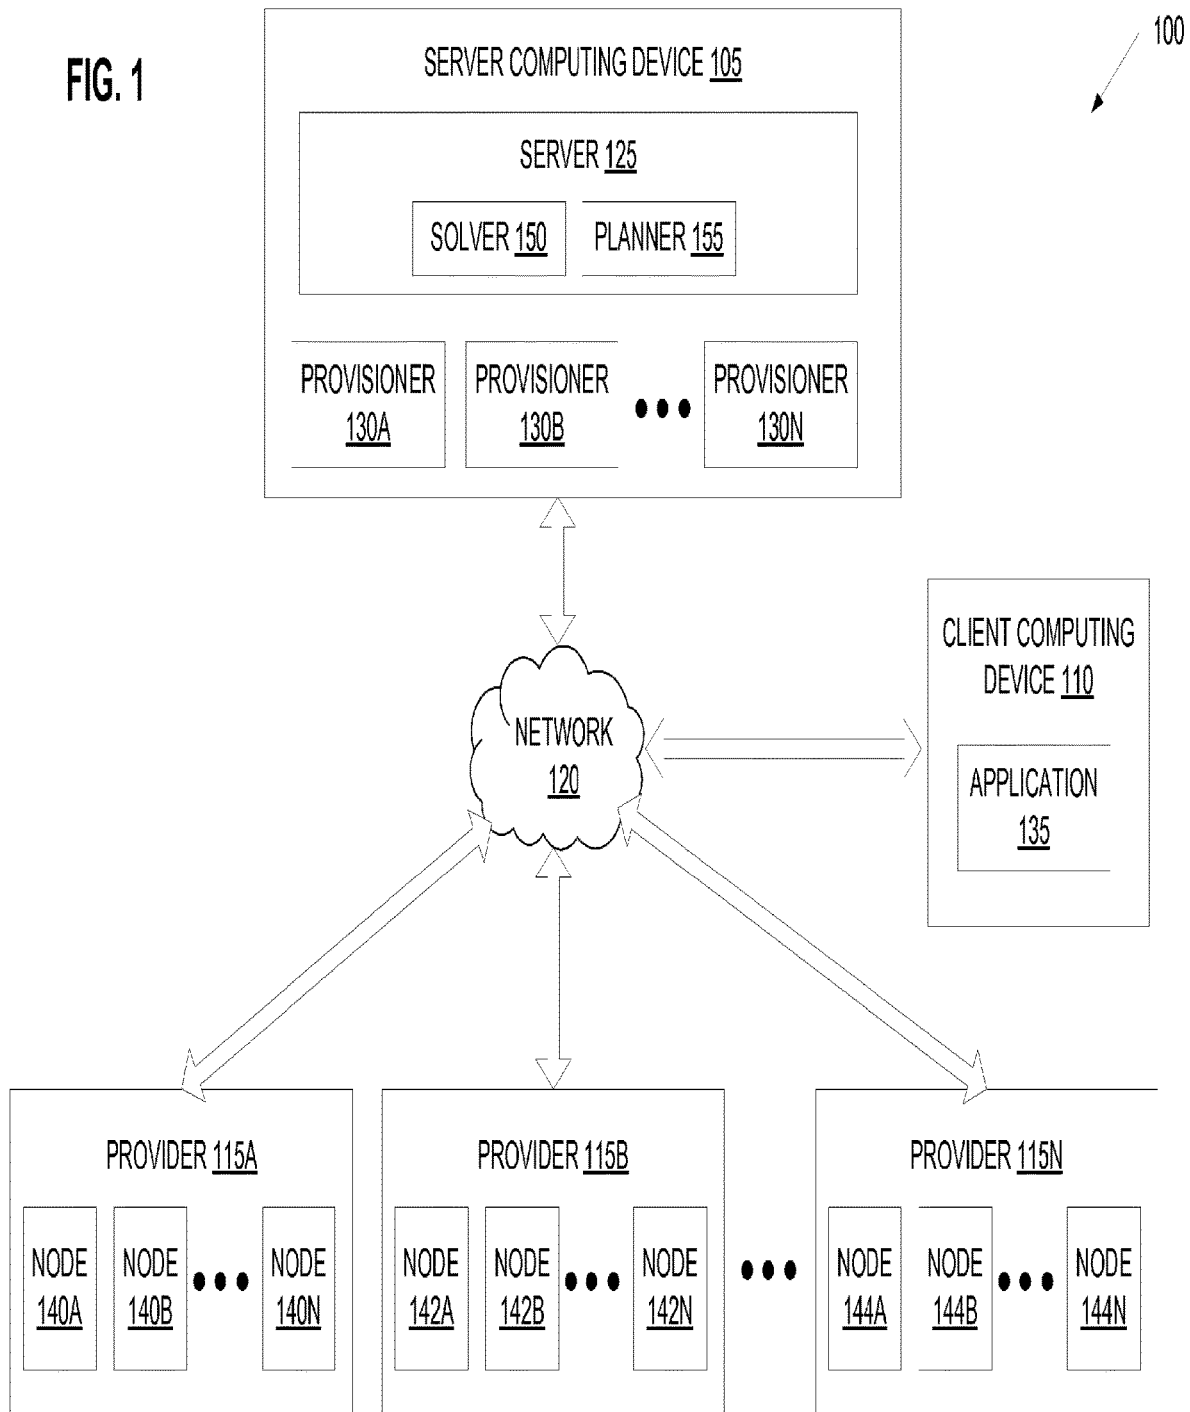 FIG. 1
100
SERVER COMPUTING DEVICE 105
SERVER 125
SOLVER 150
PLANNER 155
PROVISIONER
130A
PROVISIONER
130B
PROVISIONER
130N
CLIENT COMPUTING
DEVICE 110
APPLICATION
135
NETWORK
120
PROVIDER 115A
NODE
140A
NODE
140B
NODE
140N
PROVIDER 115B
NODE
142A
NODE
142B
NODE
142N
PROVIDER 115N
NODE
144A
NODE
144B
NODE
144N